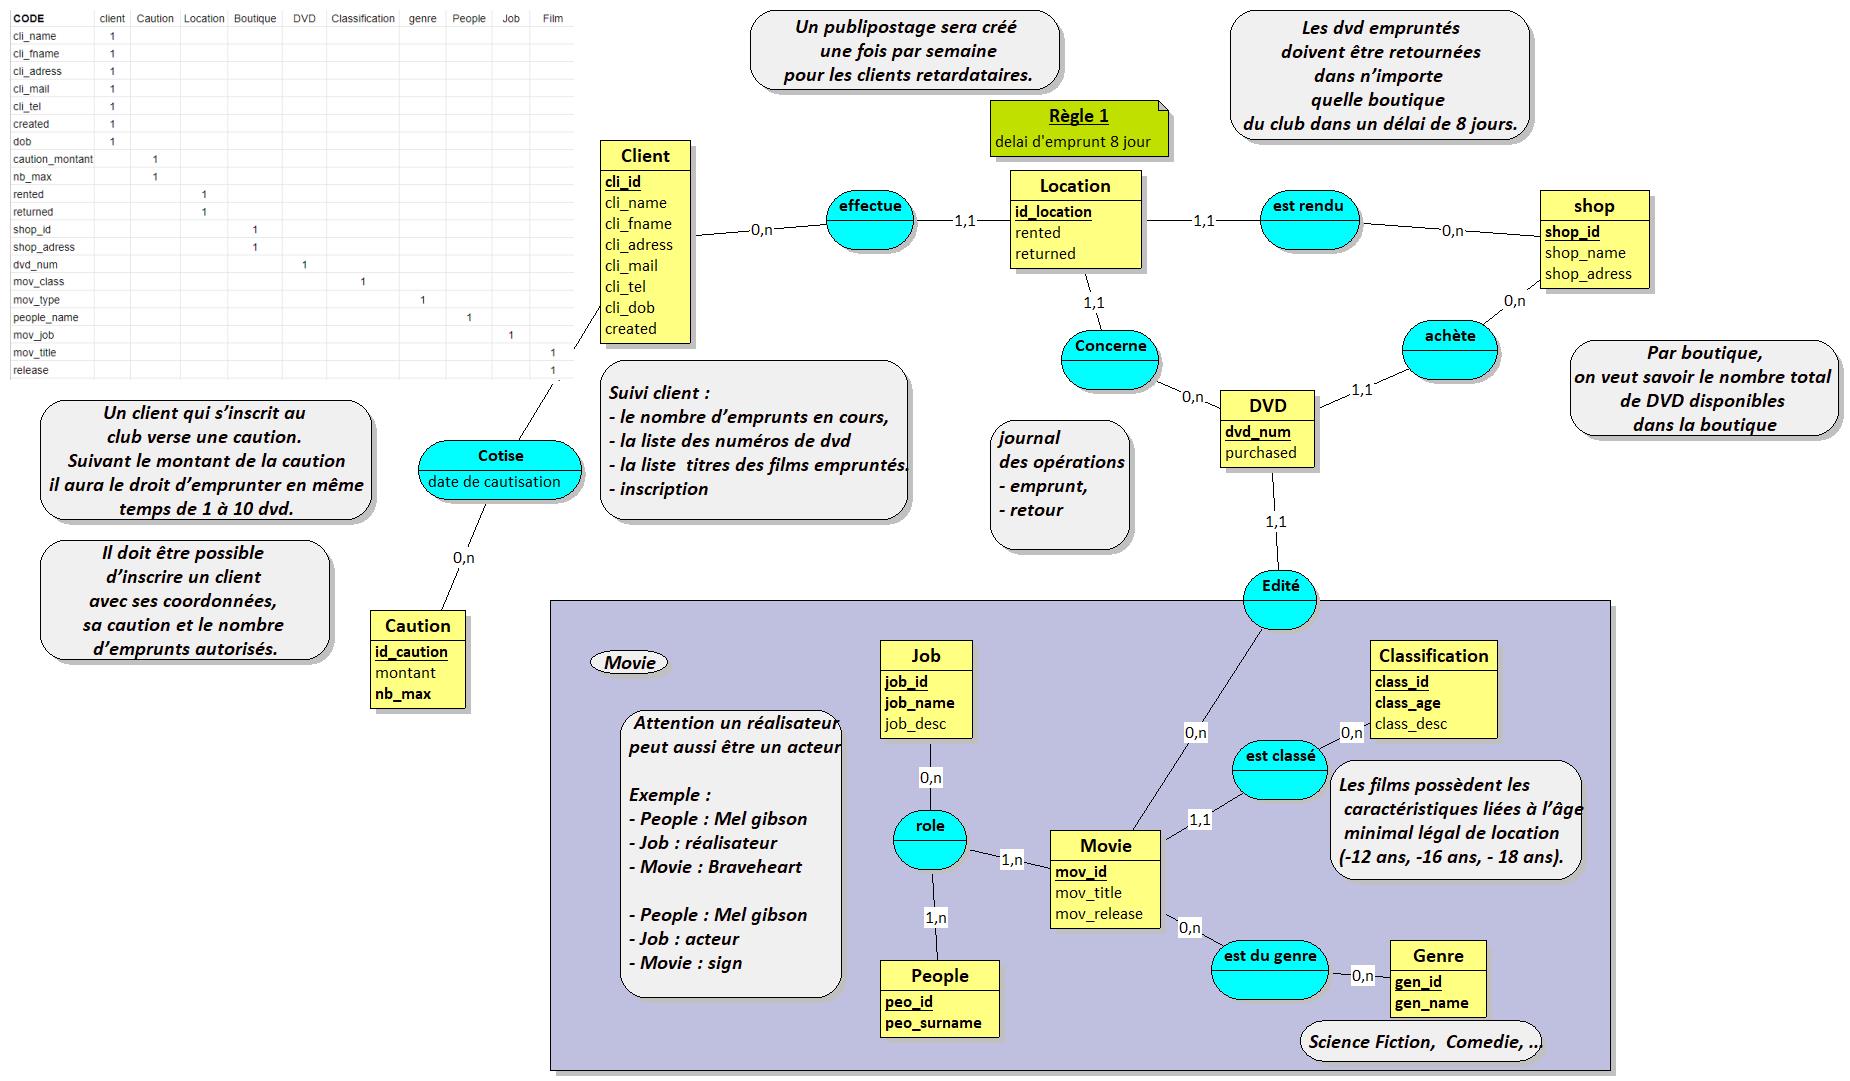 CODE client Caution Location Boutique DVD Classification genre People Job Film
cli_name 1
cli_fname 1
cli_adress 1
cli_mail 1
cli_tel 1
created 1
dob 1
caution_montant 1
nb_max 1
rented 1
returned 1
shop_id 1
shop_adress 1
dvd_num 1
mov_class 1
mov_type 1
people_name 1
mov_job 1
mov_title 1
release 1
Un publipostage sera créé
une fois par semaine
pour les clients retardataires.
Les dvd empruntés
doivent être retournées
dans n’importe
quelle boutique
du club dans un délai de 8 jours.
Règle 1
delai d'emprunt 8 jour
Client
cli_id
cli_name
cli_fname
cli_adress
cli_mail
cli_tel
cli_dob
created
0,n
effectue
1,1
Location
id_location
rented
returned
1,1
est rendu
0,n
shop
shop_id
shop_name
shop_adress
1,1
Concerne
0,n
0,n
achète
1,1
DVD
dvd_num
purchased
Par boutique,
on veut savoir le nombre total
de DVD disponibles
dans la boutique
Suivi client :
- le nombre d’emprunts en cours,
- la liste des numéros de dvd
- la liste titres des films empruntés.
- inscription
journal
des opérations
- emprunt,
- retour
Un client qui s’inscrit au
club verse une caution.
Suivant le montant de la caution
il aura le droit d’emprunter en même
temps de 1 à 10 dvd.
Cotise
date de cautisation
0,n
Il doit être possible
d’inscrire un client
avec ses coordonnées,
sa caution et le nombre
d’emprunts autorisés.
Caution
id_caution
montant
nb_max
1,1
Edité
0,n
Movie
Attention un réalisateur
peut aussi être un acteur
Exemple :
- People : Mel gibson
- Job : réalisateur
- Movie : Braveheart
- People : Mel gibson
- Job : acteur
- Movie : sign
Job
job_id
job_name
job_desc
0,n
role
1,n
1,n
People
peo_id
peo_surname
Movie
mov_id
mov_title
mov_release
Classification
class_id
class_age
class_desc
0,n
est classé
1,1
Les films possèdent les
caractéristiques liées à l’âge
minimal légal de location
(-12 ans, -16 ans, - 18 ans).
0,n
est du genre
0,n
Genre
gen_id
gen_name
Science Fiction, Comedie, ...